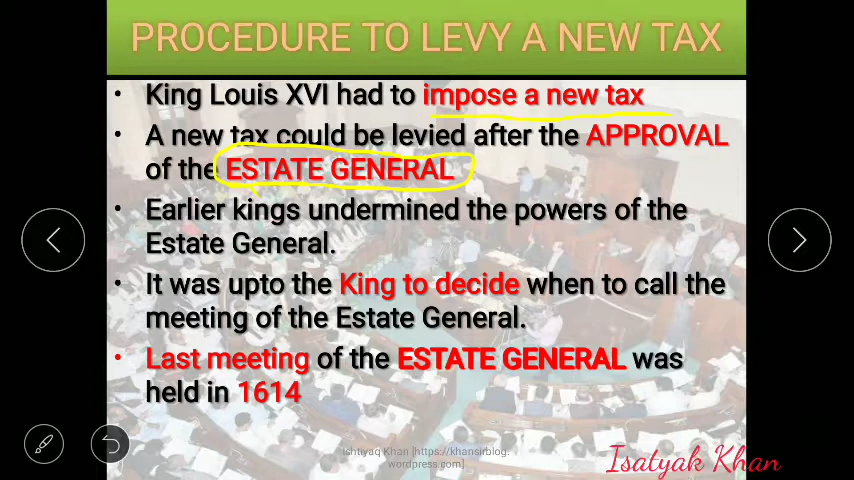 PROCEDURE TO LEVY A NEW TAX
• King Louis XVI had to impose a new tax
• A new tax could be levied after the APPROVAL
of the ESTATE GENERAL
• Earlier kings undermined the powers of the
Estate General.
• It was upto the King to decide when to call the
meeting of the Estate General.
• Last meeting of the ESTATE GENERAL was
held in 1614
Ishtiyaq Khan [https://khansirblog.
wordpress.com]
Isatyak Khan